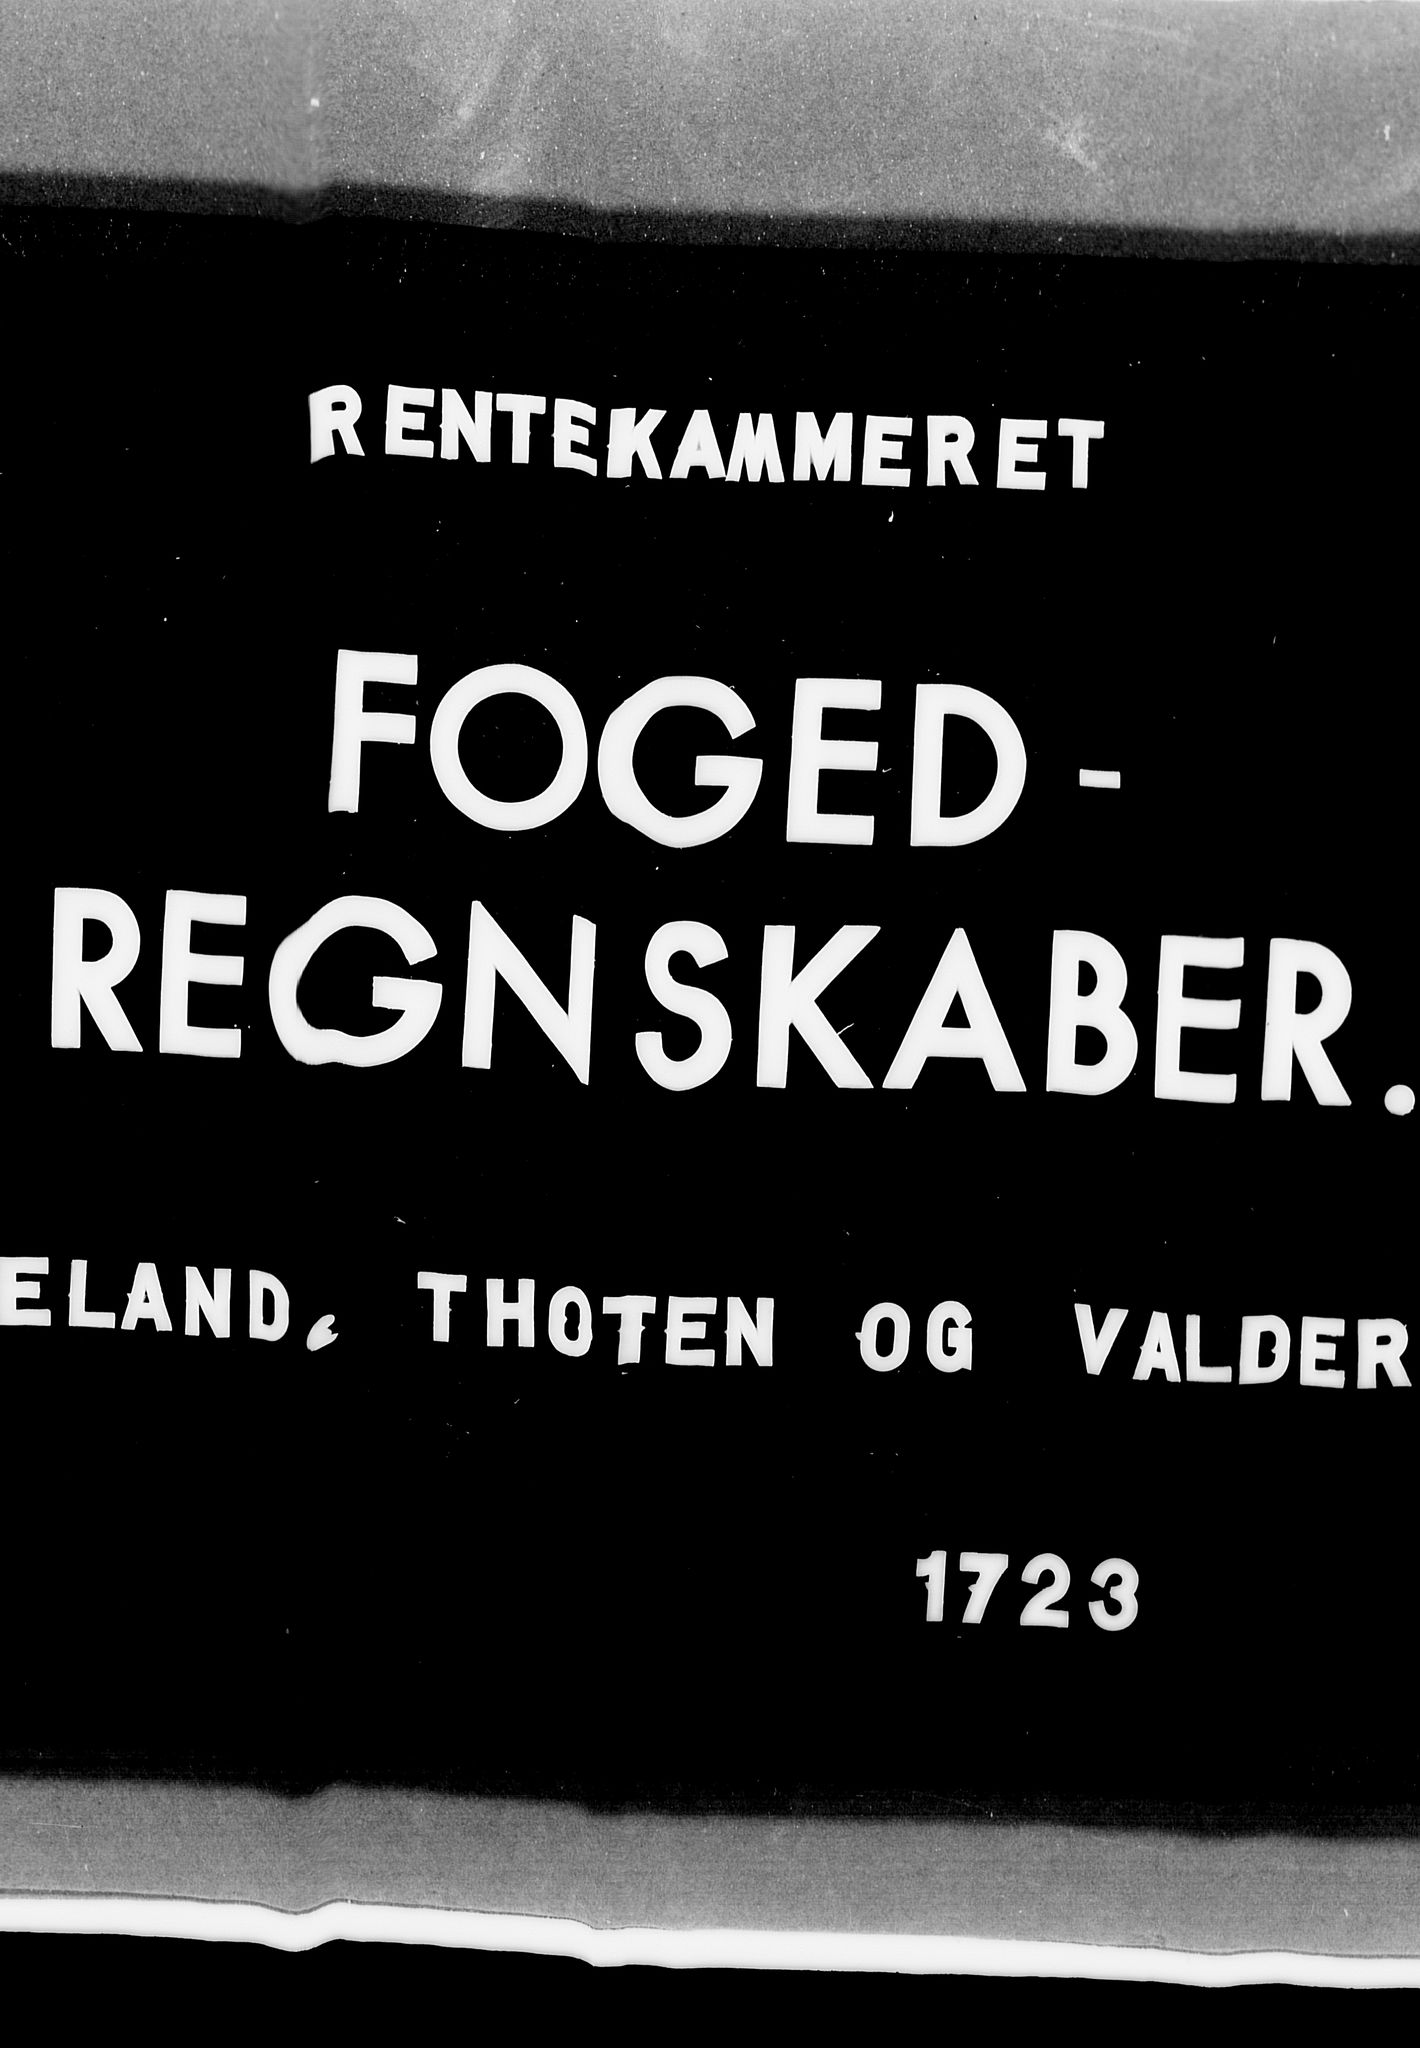 RENTEKAMMERET
FOGED-
REGNSKABER.
ELAND, THOTEN OG VALDER
1723